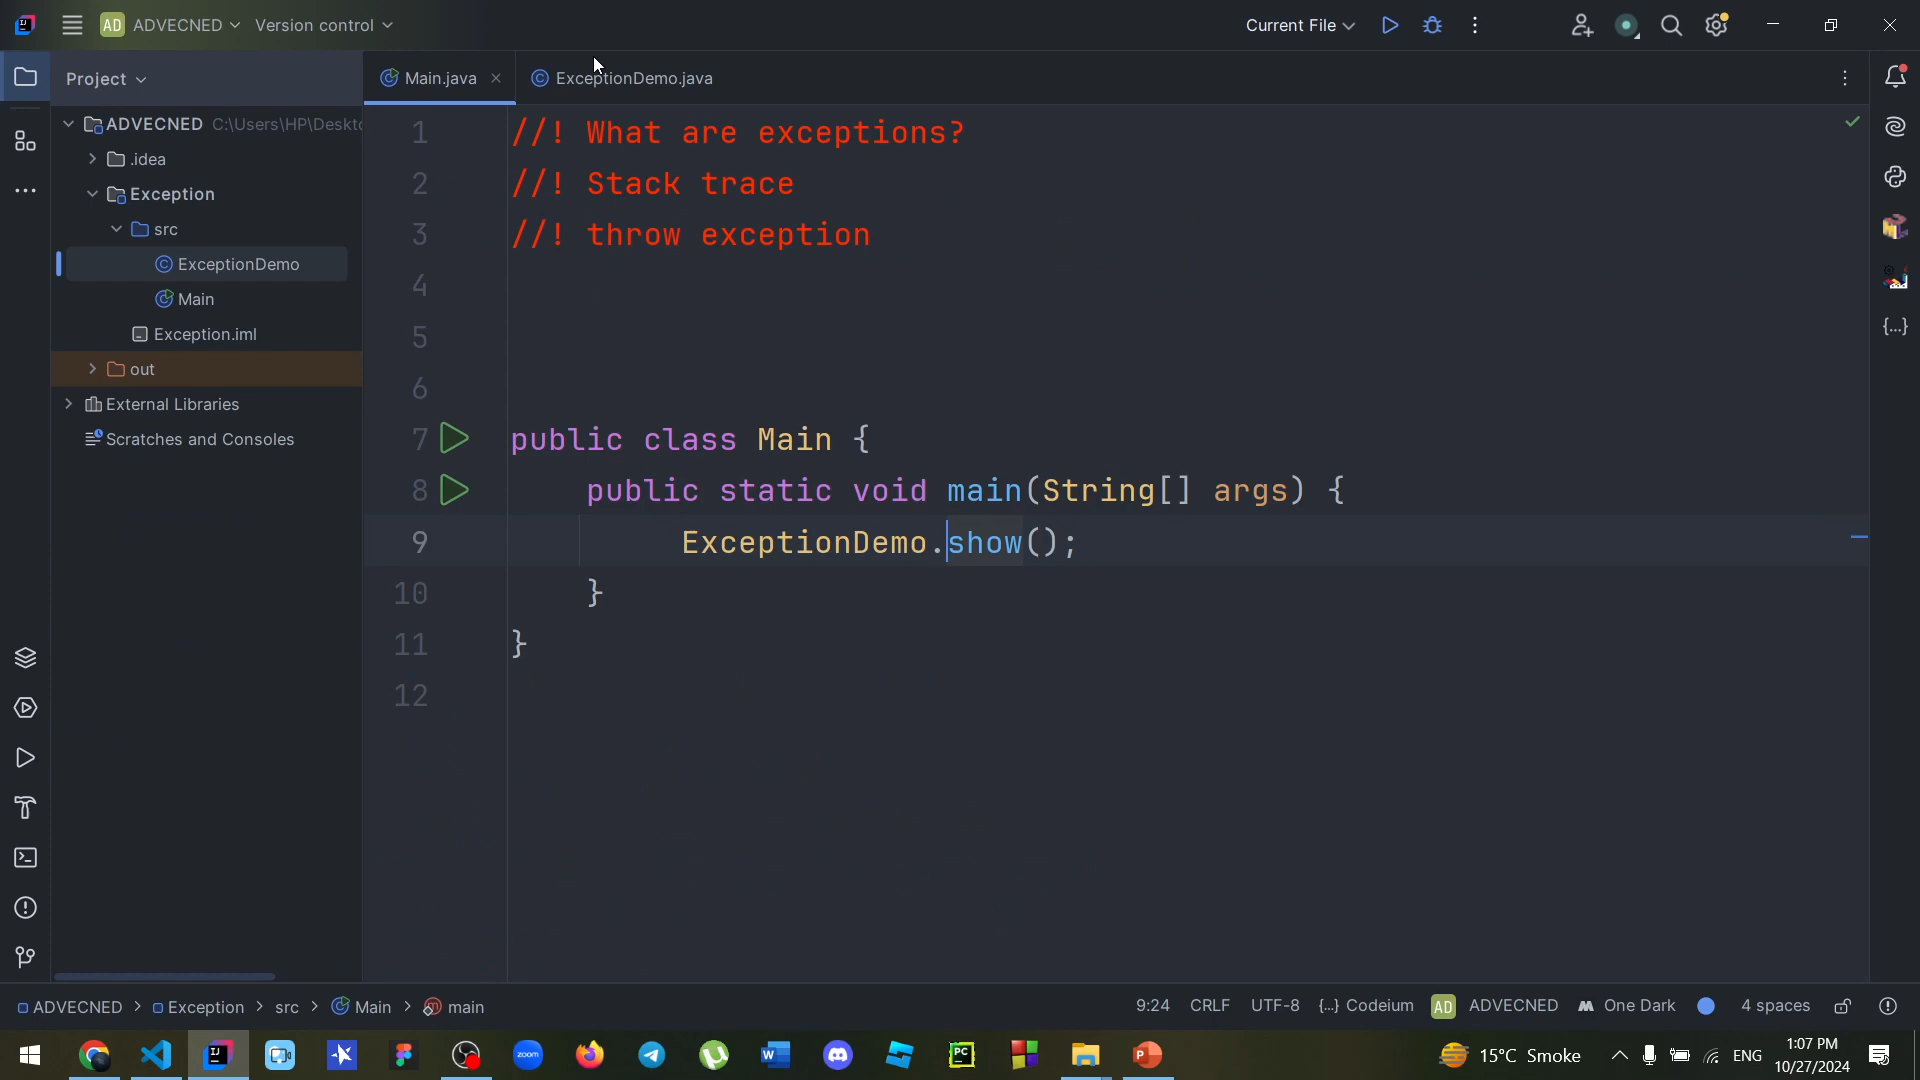 AD ADVECNED Version control Current File
Project
Main.java ExceptionDemo.java
ADVECNED C:\Users\HP\Deskto
.idea
Exception
src
ExceptionDemo
Main
Exception.iml
out
External Libraries
Scratches and Consoles
1 //! What are exceptions?
2 //! Stack trace
3 //! throw exception
4
5
6
7 public class Main {
8 public static void main(String[] args) {
9 ExceptionDemo.show();
10 }
11 }
12
ADVECNED > Exception > src > Main > main 9:24 CRLF UTF-8 {...} Codeium AD ADVECNED One Dark 4 spaces
15°C Smoke ENG 1:07 PM
10/27/2024